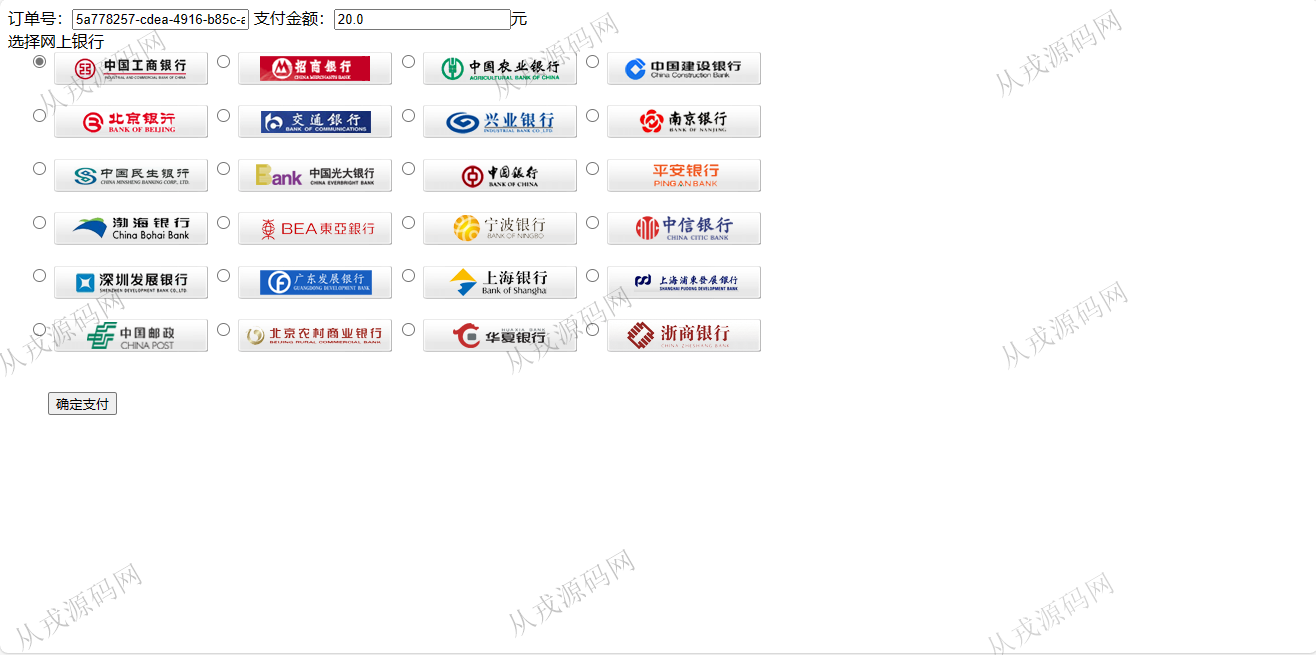 订单号： 5a778257-cdea-4916-b85c-a 支付金额： 20.0 元
选择网上银行
中国工商银行 招商银行 中国农业银行 中国建设银行
INDUSTRIAL AND COMMERCIAL BANK OF CHINA CHINA MERCHANTS BANK AGRICULTURAL BANK OF CHINA China Construction Bank
北京银行 交通银行 兴业银行 南京银行
BANK OF BEIJING BANK OF COMMUNICATIONS INDUSTRIAL BANK CO.,LTD. BANK OF NANJING
中国民生银行 Bank 中国光大银行 中国银行 平安银行
CHINA MINSHENG BANKING CORP., LTD. CHINA EVERBRIGHT BANK BANK OF CHINA PING AN BANK
渤海银行 BEA東亞銀行 宁波银行 中信银行
China Bohai Bank BANK OF NINGBO CHINA CITIC BANK
深圳发展银行 广东发展银行 上海银行 上海浦東發展銀行
SHENZHEN DEVELOPMENT BANK CO.,LTD GUANGDONG DEVELOPMENT BANK Bank of Shanghai SHANGHAI PUDONG DEVELOPMENT BANK
中国邮政 北京农村商业银行 HUAXIA BANK 华夏银行 浙商银行
CHINA POST BEIJING RURAL COMMERCIAL BANK CHINA ZHESHANG BANK
确定支付
从戎源码网
从戎源码网
从戎源码网
从戎源码网
从戎源码网
从戎源码网
从戎源码网
从戎源码网
从戎源码网